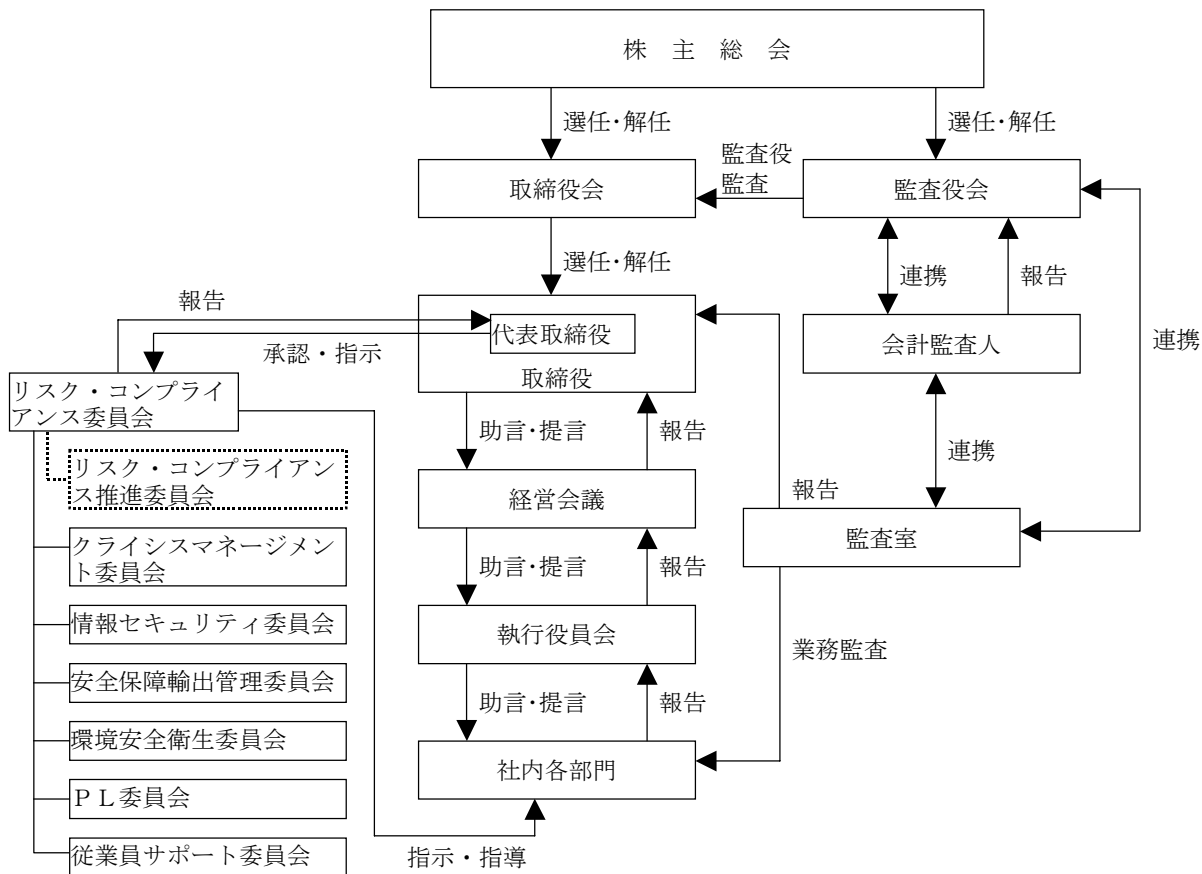 株 主 総 会
選任･解任
選任･解任
監査役
監査
取締役会
監査役会
選任･解任
連携
報告
報告
代表取締役
会計監査人
連携
承認・指示
取締役
リスク・コンプライ
アンス委員会
助言･提言
報告
連携
リスク・コンプライアン
ス推進委員会
経営会議
報告
監査室
クライシスマネージメン
ト委員会
助言･提言
報告
情報セキュリティ委員会
執行役員会
業務監査
安全保障輸出管理委員会
助言･提言
報告
環境安全衛生委員会
社内各部門
ＰＬ委員会
従業員サポート委員会
指示・指導